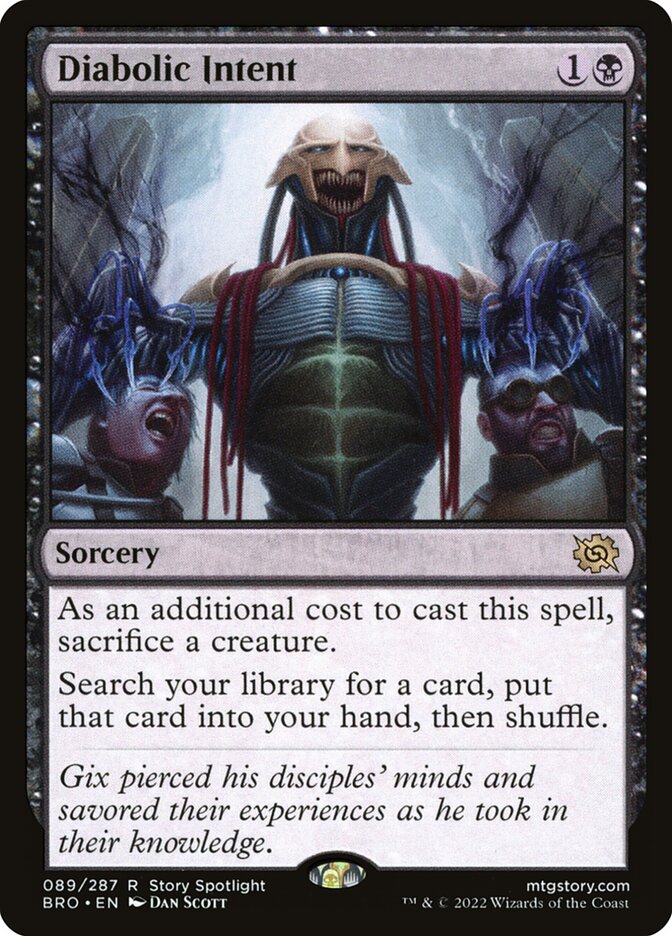 Diabolic Intent 1
Sorcery
As an additional cost to cast this spell,
sacrifice a creature.
Search your library for a card, put
that card into your hand, then shuffle.
Gix pierced his disciples’ minds and
savored their experiences as he took in
their knowledge.
089/287 R Story Spotlight mtgstory.com
BRO • EN Dan Scott ™ & © 2022 Wizards of the Coast